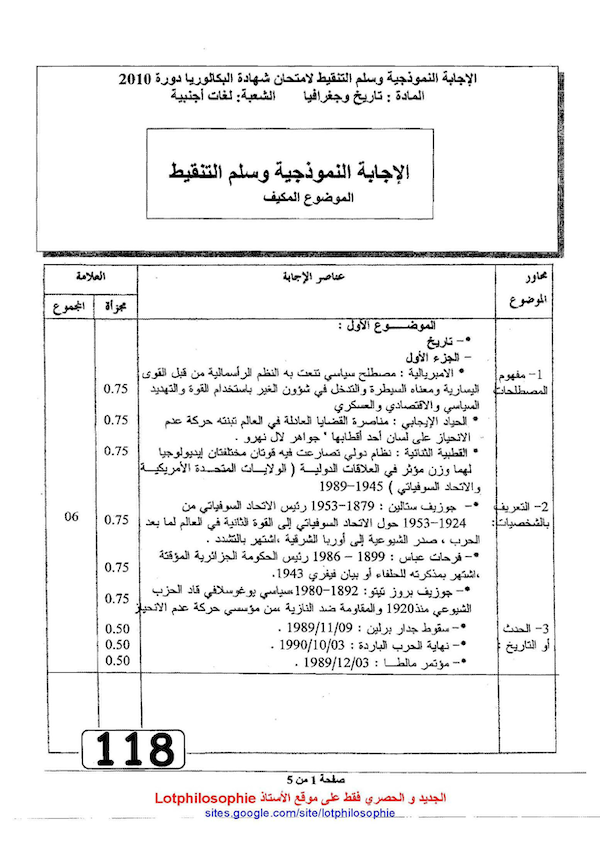 الإجابة النموذجية وسلم التنقيط لامتحان شهادة البكالوريا دورة 2010
المادة : تاريخ وجغرافيا الشعبة: لغات أجنبية
الإجابة النموذجية وسلم التنقيط
الموضوع المكيف
محاور الموضوع
عناصر الإجابة
العلامة
مجزأة
المجموع
الموضـــوع الأول :
•- تاريخ
- الجزء الأول
1- مفهوم المصطلحات
• الامبريالية : مصطلح سياسي تنعت به النظم الرأسمالية من قبل القوى
اليسارية ومعناه السيطرة والتدخل في شؤون الغير باستخدام القوة والتهديد
السياسي والاقتصادي والعسكري
0.75
• الحياد الإيجابي : مناصرة القضايا العادلة في العالم تبنته حركة عدم
الانحياز على لسان أحد أقطابها " جواهر لال نهرو .
0.75
• القطبية الثنائية : نظام دولي تصارعت فيه قوتان مختلفتان إيديولوجيا
لهما وزن مؤثر في العلاقات الدولية ( الولايات المتحدة الأمريكية
والاتحاد السوفياتي ) 1945-1989
0.75
2- التعريف بالشخصيات:
•- جوزيف ستالين : 1879-1953 رئيس الاتحاد السوفياتي من
1924-1953 حول الاتحاد السوفياتي إلى القوة الثانية في العالم لما بعد
الحرب ، صدر الشيوعية إلى أوربا الشرقية ،اشتهر بالتشدد .
0.75
06
•- فرحات عباس : 1899 – 1986 رئيس الحكومة الجزائرية المؤقتة
،اشتهر بمذكرته للحلفاء أو بيان فيفري 1943.
0.75
•- جوزيف بروز تيتو: 1892-1980،سياسي يوغسلافي قاد الحزب
الشيوعي منذ1920 والمقاومة ضد النازية ،من مؤسسي حركة عدم الانحياز
0.75
3- الحدث أو التاريخ :
•- سقوط جدار برلين : 1989/11/09 .
0.50
•- نهاية الحرب الباردة : 1990/10/03 .
0.50
•- مؤتمر مالطـا : 1989/12/03 .
0.50
118
صفحة 1 من 5
الجديد و الحصري فقط على موقع الأستاذ Lotphilosophie
sites.google.com/site/lotphilosophie